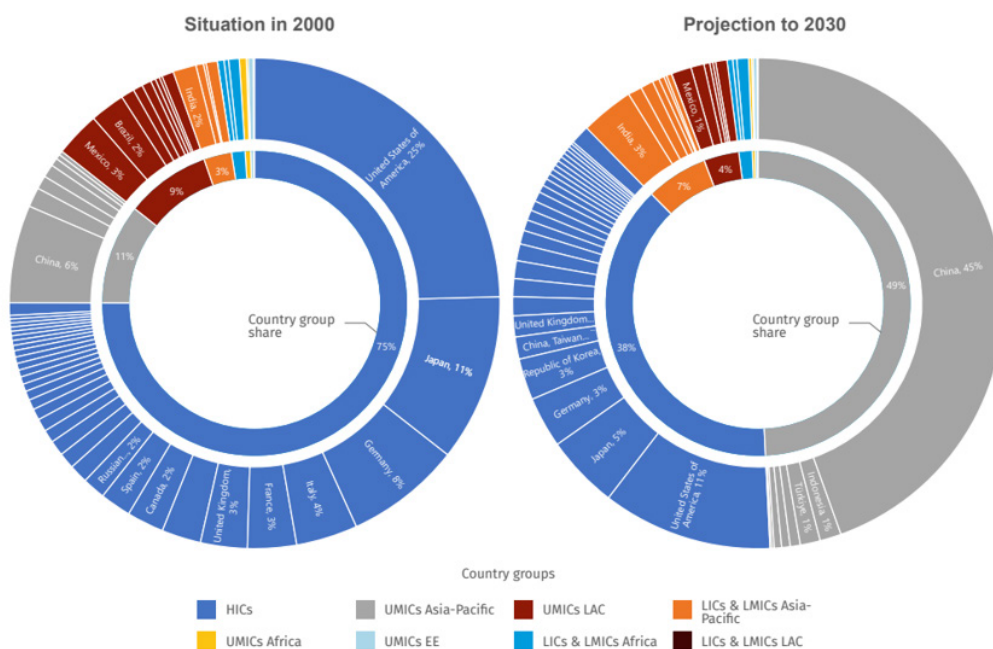 Situation in 2000
Projection to 2030
United States of
America, 25%
Japan, 11%
Germany, 8%
Italy, 4%
France, 3%
United Kingdom,
3%
Canada, 2%
Spain, 2%
Russian..., 2%
China, 6%
Mexico, 3%
Brazil, 2%
India, 2%
75%
11%
9%
3%
Country group
share
China, 45%
Indonesia, 1%
Türkiye, 1%
United States of
America, 11%
Japan, 5%
Germany, 3%
Republic of Korea,
3%
China, Taiwan...
United Kingdom...
India, 3%
Mexico, 1%
49%
38%
7%
4%
Country group
share
Country groups
HICs
UMICs Asia-Pacific
UMICs LAC
LICs & LMICs Asia-
Pacific
UMICs Africa
UMICs EE
LICs & LMICs Africa
LICs & LMICs LAC